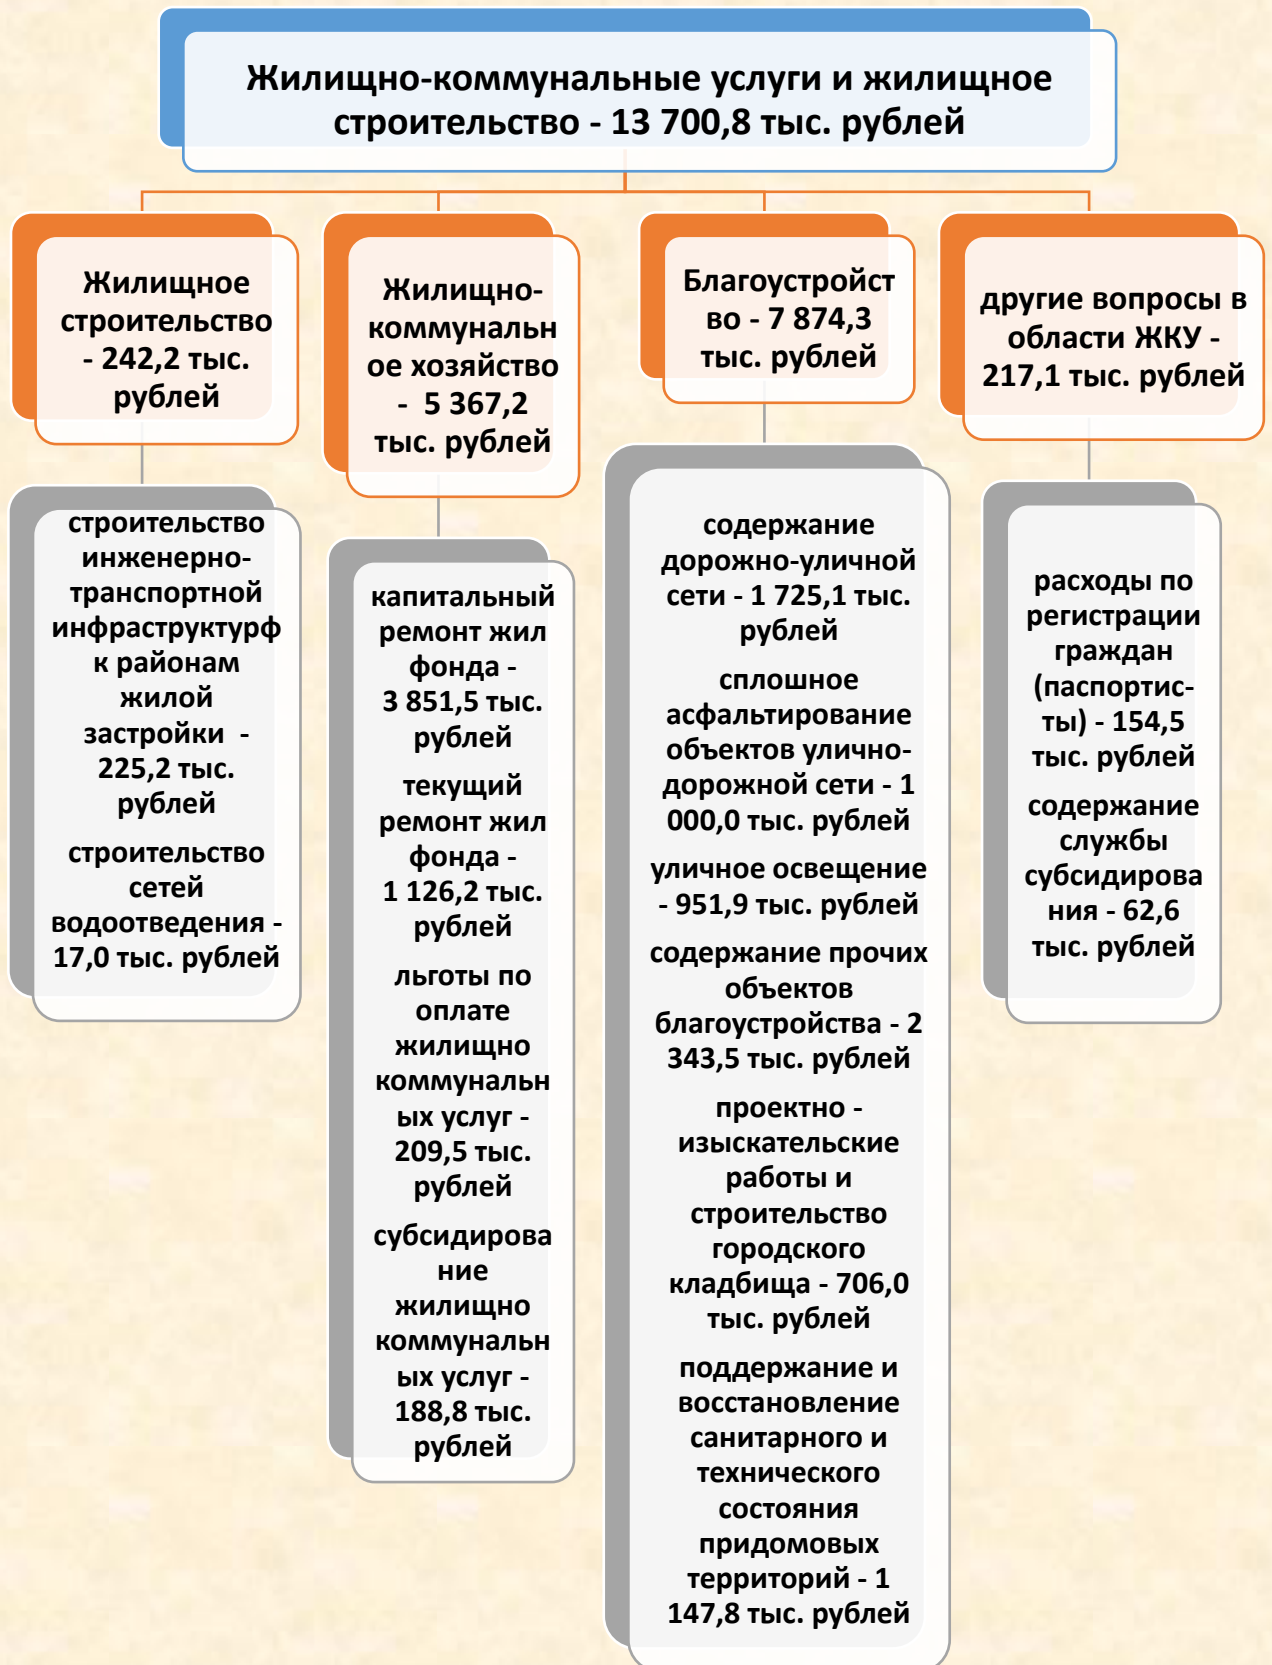 Жилищно-коммунальные услуги и жилищное
строительство - 13 700,8 тыс. рублей
Жилищное
строительство
- 242,2 тыс.
рублей
Жилищно-
коммунальн
ое хозяйство
- 5 367,2
тыс. рублей
Благоустройст
во - 7 874,3
тыс. рублей
другие вопросы в
области ЖКУ -
217,1 тыс. рублей
строительство
инженерно-
транспортной
инфраструктурф
к районам
жилой
застройки -
225,2 тыс.
рублей
строительство
сетей
водоотведения -
17,0 тыс. рублей
капитальный
ремонт жил
фонда -
3 851,5 тыс.
рублей
текущий
ремонт жил
фонда -
1 126,2 тыс.
рублей
льготы по
оплате
жилищно
коммунальн
ых услуг -
209,5 тыс.
рублей
субсидирова
ние
жилищно
коммунальн
ых услуг -
188,8 тыс.
рублей
содержание
дорожно-уличной
сети - 1 725,1 тыс.
рублей
сплошное
асфальтирование
объектов улично-
дорожной сети - 1
000,0 тыс. рублей
уличное освещение
- 951,9 тыс. рублей
содержание прочих
объектов
благоустройства - 2
343,5 тыс. рублей
проектно -
изыскательские
работы и
строительство
городского
кладбища - 706,0
тыс. рублей
поддержание и
восстановление
санитарного и
технического
состояния
придомовых
территорий - 1
147,8 тыс. рублей
расходы по
регистрации
граждан
(паспортис-
ты) - 154,5
тыс. рублей
содержание
службы
субсидирова
ния - 62,6
тыс. рублей